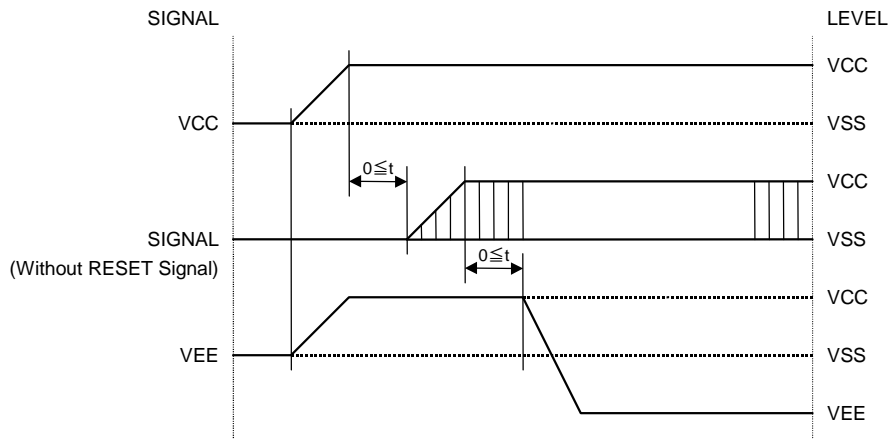 SIGNAL LEVEL
VCC
VCC VSS
0≦t VCC
SIGNAL VSS
(Without RESET Signal) 0≦t
VCC
VEE VSS
VEE